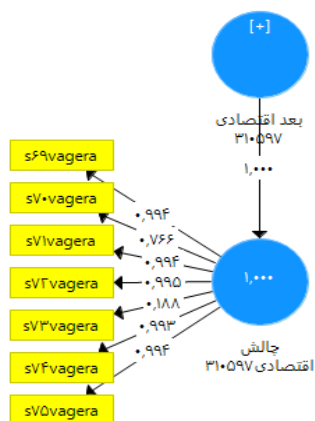 [+]
بعد اقتصادی
۳۱۰۵۹۷
۱,۰۰۰
s۶۹vagera
s۷۰vagera
s۷۱vagera
s۷۲vagera
s۷۳vagera
s۷۴vagera
s۷۵vagera
۰,۹۹۴
۰,۷۶۶
۰,۹۹۴
۰,۹۹۵
۰,۱۸۸
۰,۹۹۳
۰,۹۹۴
۱,۰۰۰
چالش
اقتصادی۳۱۰۵۹۷